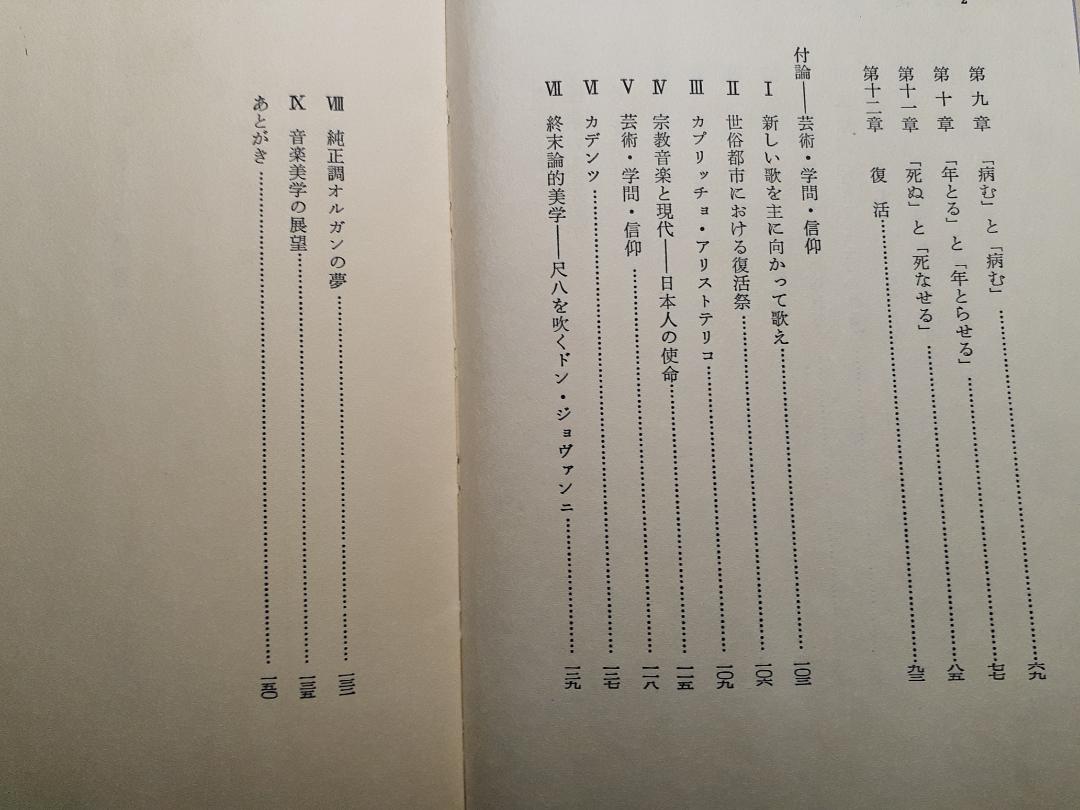 2
第九章 「病む」と「病む」……六九
第十章 「年とる」と「年とらせる」……七七
第十一章 「死ぬ」と「死なせる」……八五
第十二章 復活……九三
付論――芸術・学問・信仰
Ⅰ 新しい歌を主に向かって歌え……一〇三
Ⅱ 世俗都市における復活祭……一〇六
Ⅲ カプリッチョ・アリストテリコ……一〇九
Ⅳ 宗教音楽と現代――日本人の使命……一一五
Ⅴ 芸術・学問・信仰……一一八
Ⅵ カデンツ……一二七
Ⅶ 終末論的美学――尺八を吹くドン・ジョヴァンニ……一二九
Ⅷ 純正調オルガンの夢……一三二
Ⅸ 音楽美学の展望……一三五
あとがき……一五〇